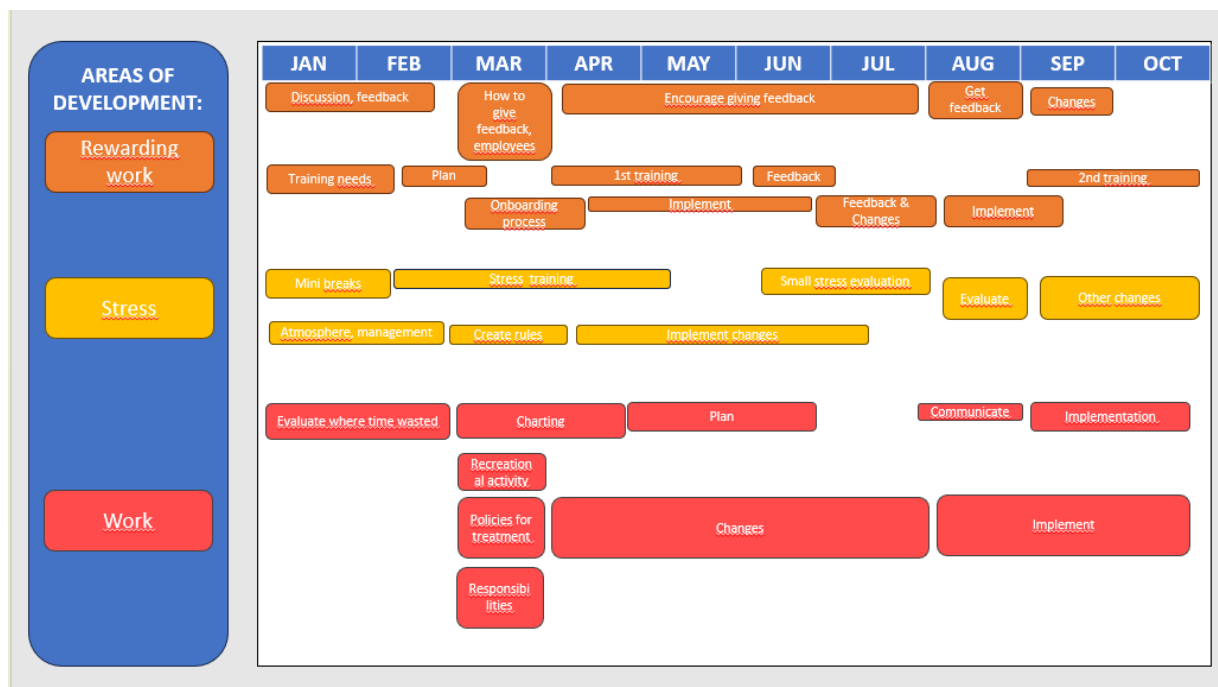 AREAS OF
DEVELOPMENT:
Rewarding
work
Stress
Work
JAN FEB MAR APR MAY JUN JUL AUG SEP OCT
Discussion, feedback
How to
give
feedback,
employees
Encourage giving feedback
Get
feedback
Changes
Training needs
Plan
1st training
Feedback
2nd training
Onboarding
process
Implement
Feedback &
Changes
Implement
Mini breaks
Stress training
Small stress evaluation
Evaluate
Other changes
Atmosphere, management
Create rules
Implement changes
Evaluate where time wasted
Charting
Plan
Communicate
Implementation
Recreation
al activity
Policies for
treatment
Changes
Implement
Responsibi
lities